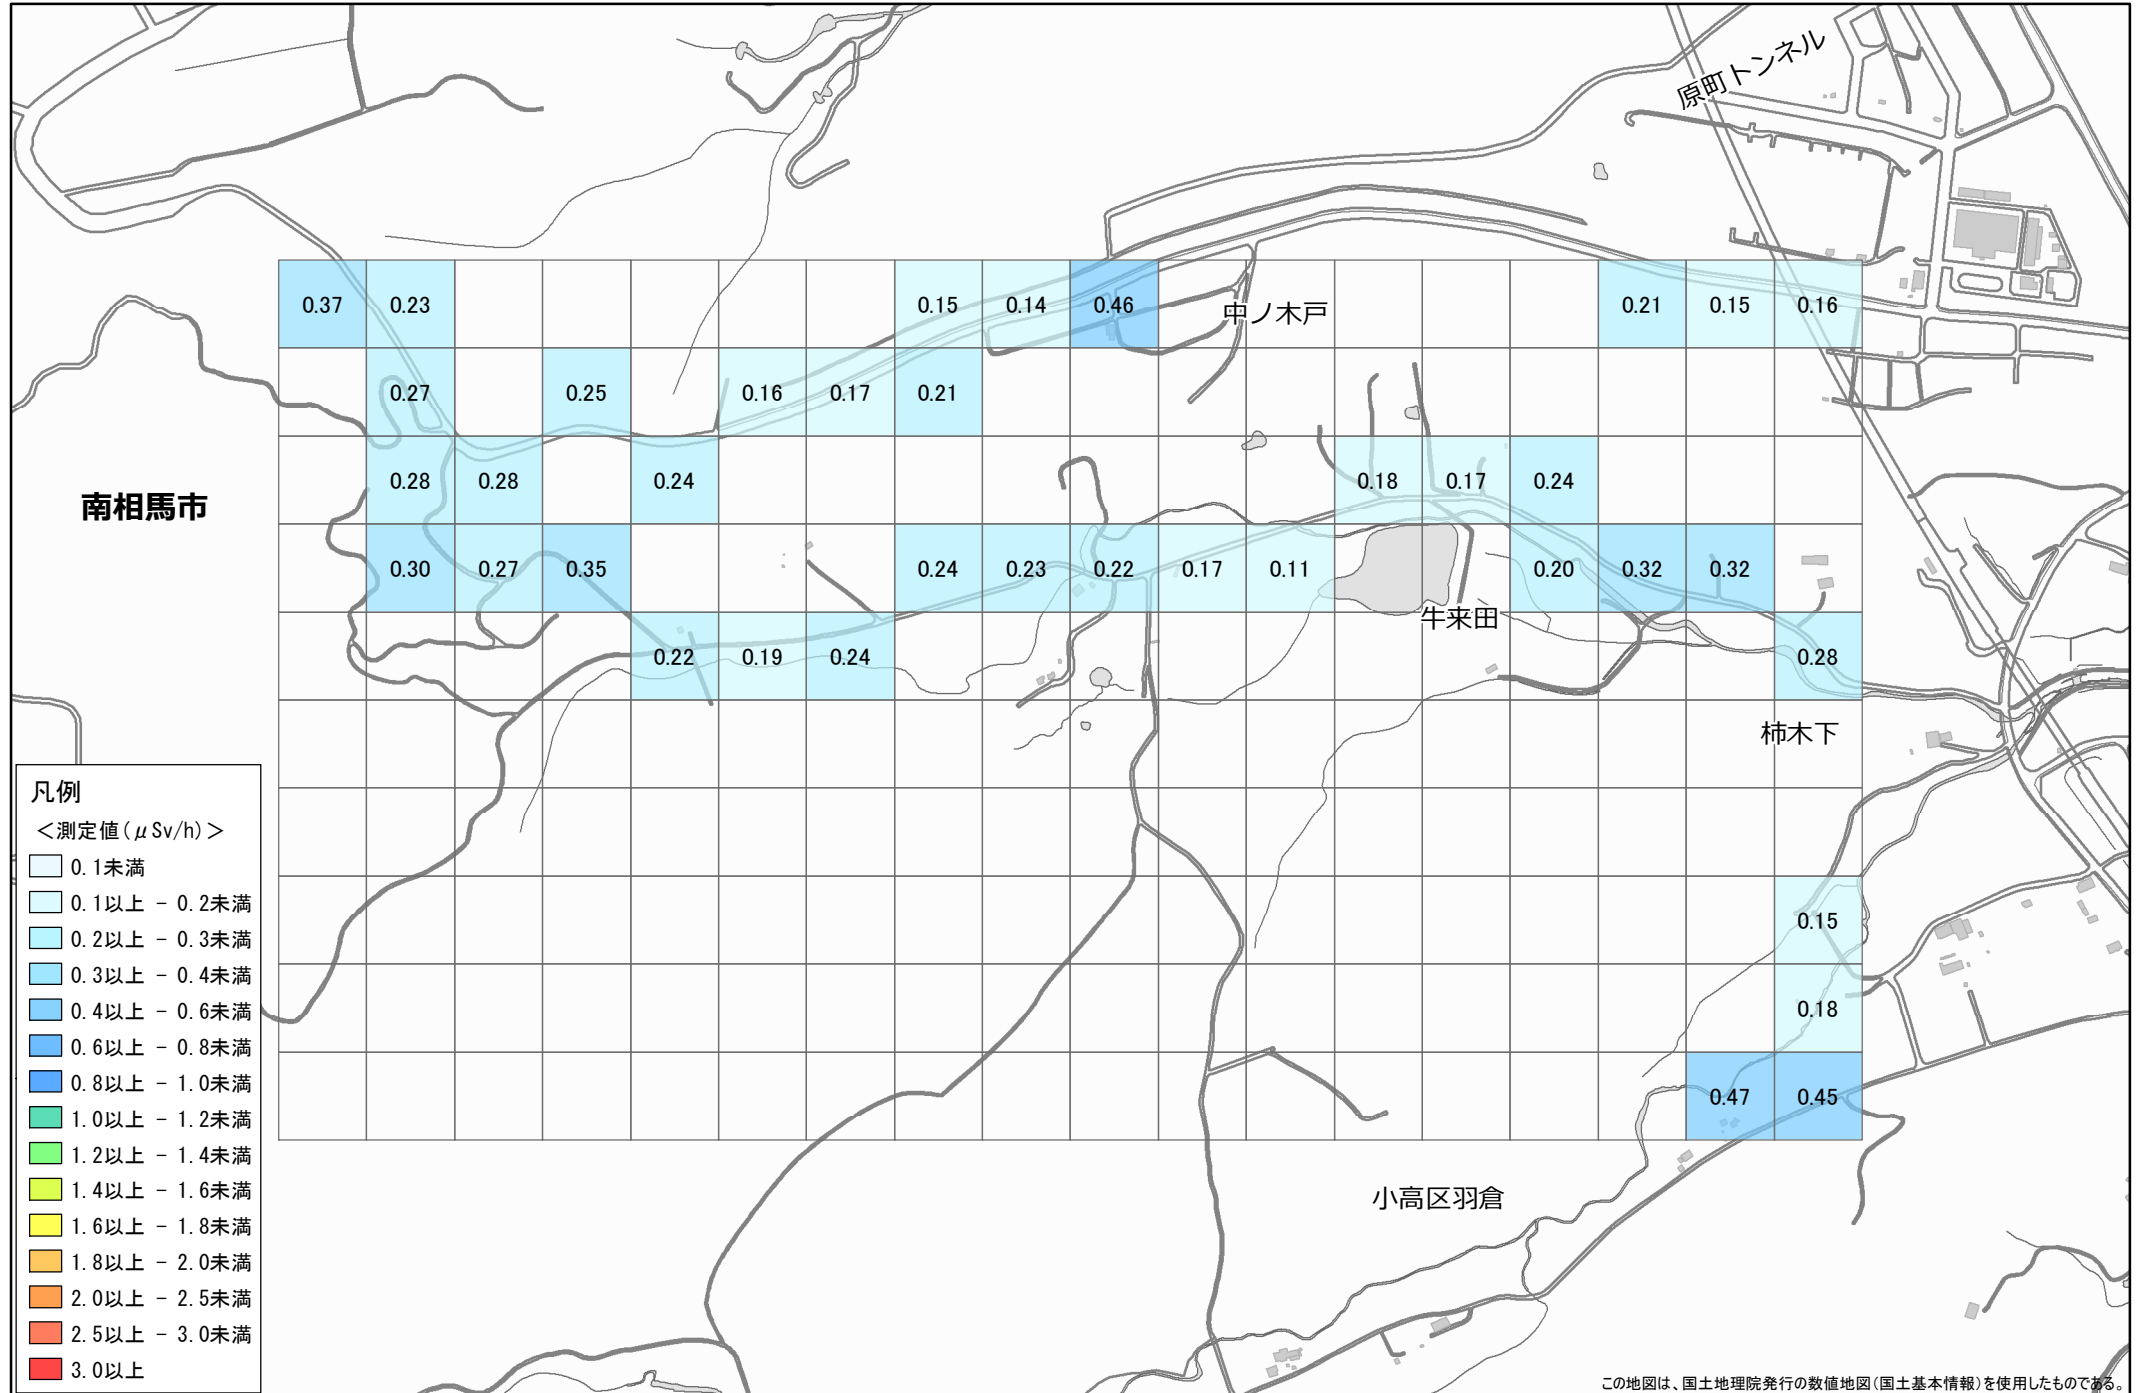 原町トンネル
0.37 0.23 0.15 0.14 0.46 中ノ木戸 0.21 0.15 0.16
0.27 0.25 0.16 0.17 0.21
0.28 0.28 0.24 0.18 0.17 0.24
南相馬市
0.30 0.27 0.35 0.24 0.23 0.22 0.17 0.11 0.20 0.32 0.32
牛来田
0.22 0.19 0.24 0.28
柿木下
0.15
0.18
0.47 0.45
小高区羽倉
凡例
＜測定値(μSv/h)＞
0.1未満
0.1以上 - 0.2未満
0.2以上 - 0.3未満
0.3以上 - 0.4未満
0.4以上 - 0.6未満
0.6以上 - 0.8未満
0.8以上 - 1.0未満
1.0以上 - 1.2未満
1.2以上 - 1.4未満
1.4以上 - 1.6未満
1.6以上 - 1.8未満
1.8以上 - 2.0未満
2.0以上 - 2.5未満
2.5以上 - 3.0未満
3.0以上
この地図は、国土地理院発行の数値地図(国土基本情報)を使用したものである。